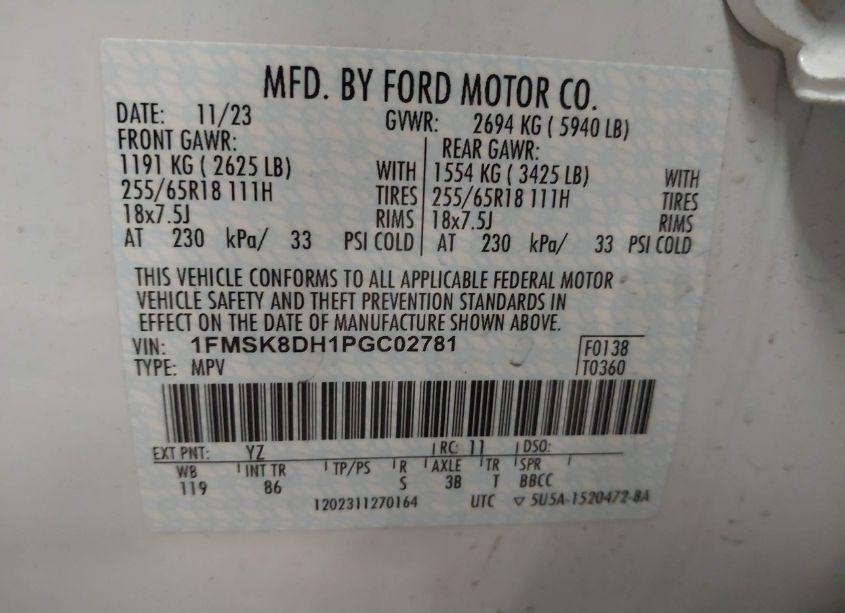 MFD. BY FORD MOTOR CO.
DATE: 11/23 GVWR: 2694 KG ( 5940 LB)
FRONT GAWR: REAR GAWR:
1191 KG ( 2625 LB) WITH 1554 KG ( 3425 LB) WITH
255/65R18 111H TIRES 255/65R18 111H TIRES
18x7.5J RIMS 18x7.5J RIMS
AT 230 kPa/ 33 PSI COLD AT 230 kPa/ 33 PSI COLD
THIS VEHICLE CONFORMS TO ALL APPLICABLE FEDERAL MOTOR
VEHICLE SAFETY AND THEFT PREVENTION STANDARDS IN
EFFECT ON THE DATE OF MANUFACTURE SHOWN ABOVE.
VIN: 1FMSK8DH1PGC02781 F0138
TYPE: MPV T0360
EXT PNT: YZ RC: 11 DSO:
WB INT TR TP/PS R AXLE TR SPR
119 86 S 3B T BBCC
1202311270164 UTC ▽ 5U5A-1520472-BA